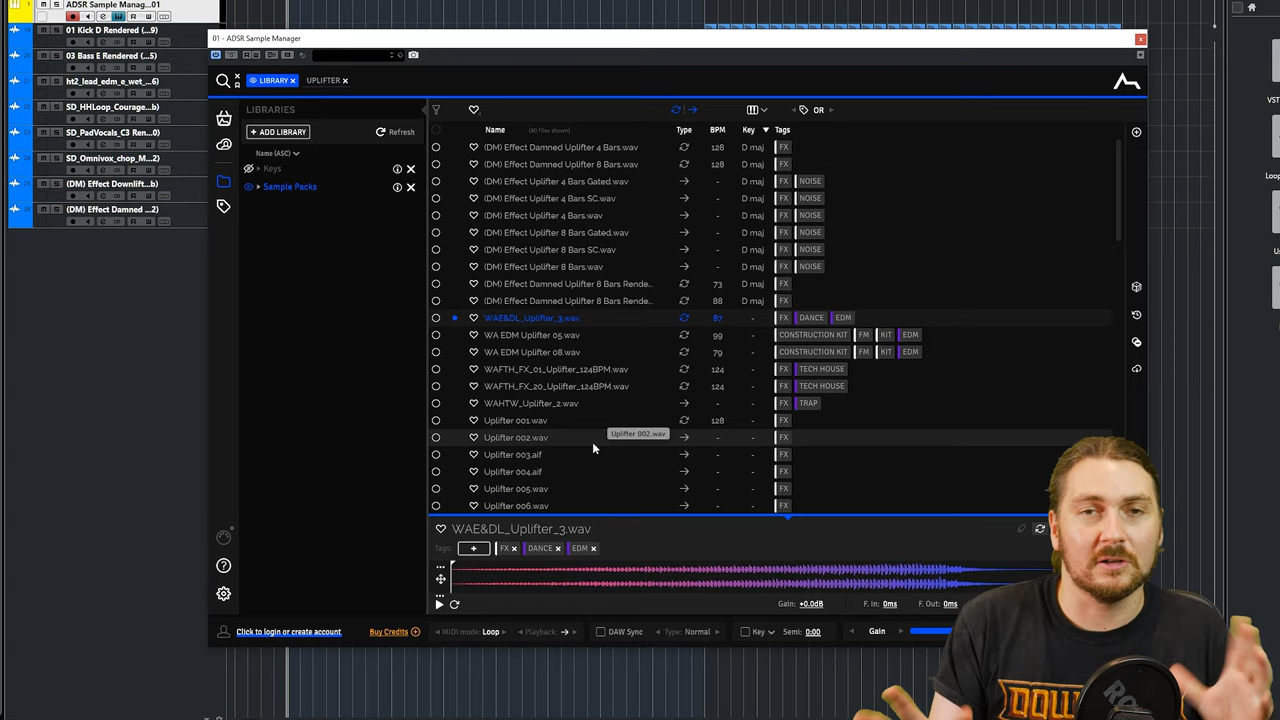 ADSR Sample Manager...01
01 Kick D Rendered (...9)
03 Bass E Rendered (...5)
ht2_lead_edm_e_wet_...6)
SD_HHLoop_Courage...b)
SD_PadVocals_C3 Ren...0)
SD_Omnivox_chop_M...2)
(DM) Effect Downlift...b)
(DM) Effect Damned ...2)
01 - ADSR Sample Manager
LIBRARY x UPLIFTER x
LIBRARIES
+ ADD LIBRARY Refresh
Name (ASC)
Keys
Sample Packs
OR
Name (80 files shown) Type BPM Key Tags
(DM) Effect Damned Uplifter 4 Bars.wav 128 D maj FX
(DM) Effect Damned Uplifter 8 Bars.wav 128 D maj FX
(DM) Effect Uplifter 4 Bars Gated.wav - D maj FX NOISE
(DM) Effect Uplifter 4 Bars SC.wav - D maj FX NOISE
(DM) Effect Uplifter 4 Bars.wav - D maj FX NOISE
(DM) Effect Uplifter 8 Bars Gated.wav - D maj FX NOISE
(DM) Effect Uplifter 8 Bars SC.wav - D maj FX NOISE
(DM) Effect Uplifter 8 Bars.wav - D maj FX NOISE
(DM) Effect Damned Uplifter 8 Bars Rende... 73 D maj FX
(DM) Effect Damned Uplifter 8 Bars Rende... 88 D maj FX
WAE&DL_Uplifter_3.wav 87 - FX DANCE EDM
WA EDM Uplifter 05.wav 99 - CONSTRUCTION KIT FM KIT EDM
WA EDM Uplifter 08.wav 79 - CONSTRUCTION KIT FM KIT EDM
WAFTH_FX_01_Uplifter_124BPM.wav 124 - FX TECH HOUSE
WAFTH_FX_20_Uplifter_124BPM.wav 124 - FX TECH HOUSE
WAHTW_Uplifter_2.wav - - FX TRAP
Uplifter 001.wav 128 - FX
Uplifter 002.wav - - FX
Uplifter 002.wav
Uplifter 003.aif - - FX
Uplifter 004.aif - - FX
Uplifter 005.wav - - FX
Uplifter 006.wav - - FX
WAE&DL_Uplifter_3.wav
Tags: + FX x DANCE x EDM x
Gain: +0.0dB F. In: 0ms F. Out: 0ms
Click to login or create account Buy Credits
MIDI mode: Loop Playback: DAW Sync Type: Normal Key Semi: 0:00 Gain
VST
Loop